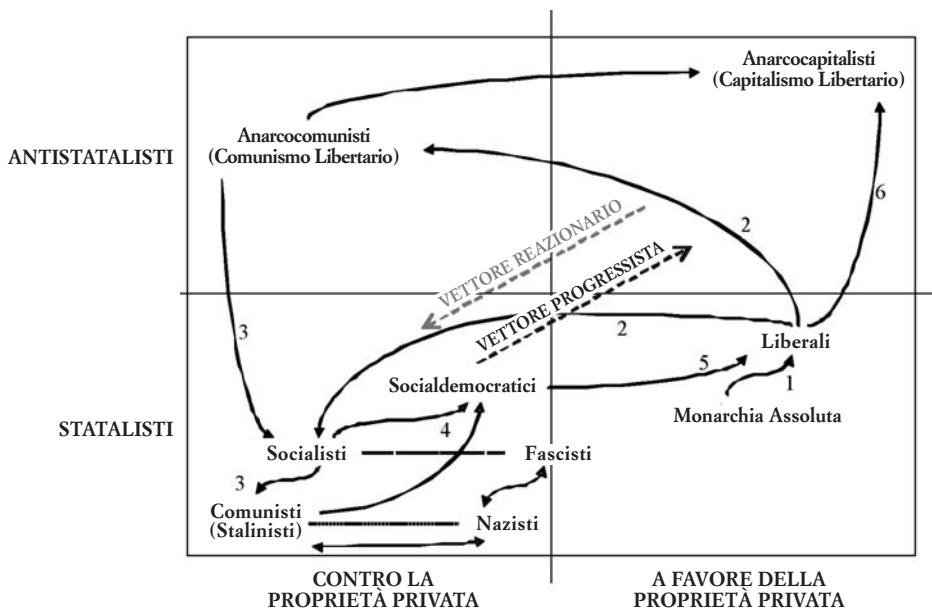 Anarcocapitalisti
(Capitalismo Libertario)
Anarcocomunisti
(Comunismo Libertario)
ANTISTATALISTI
6
2
VETTORE REAZIONARIO
VETTORE PROGRESSISTA
3
2
Liberali
Socialdemocratici
5
1
Monarchia Assoluta
STATALISTI
4
Socialisti
Fascisti
3
Comunisti
(Stalinisti)
Nazisti
CONTRO LA
PROPRIETÀ PRIVATA
A FAVORE DELLA
PROPRIETÀ PRIVATA